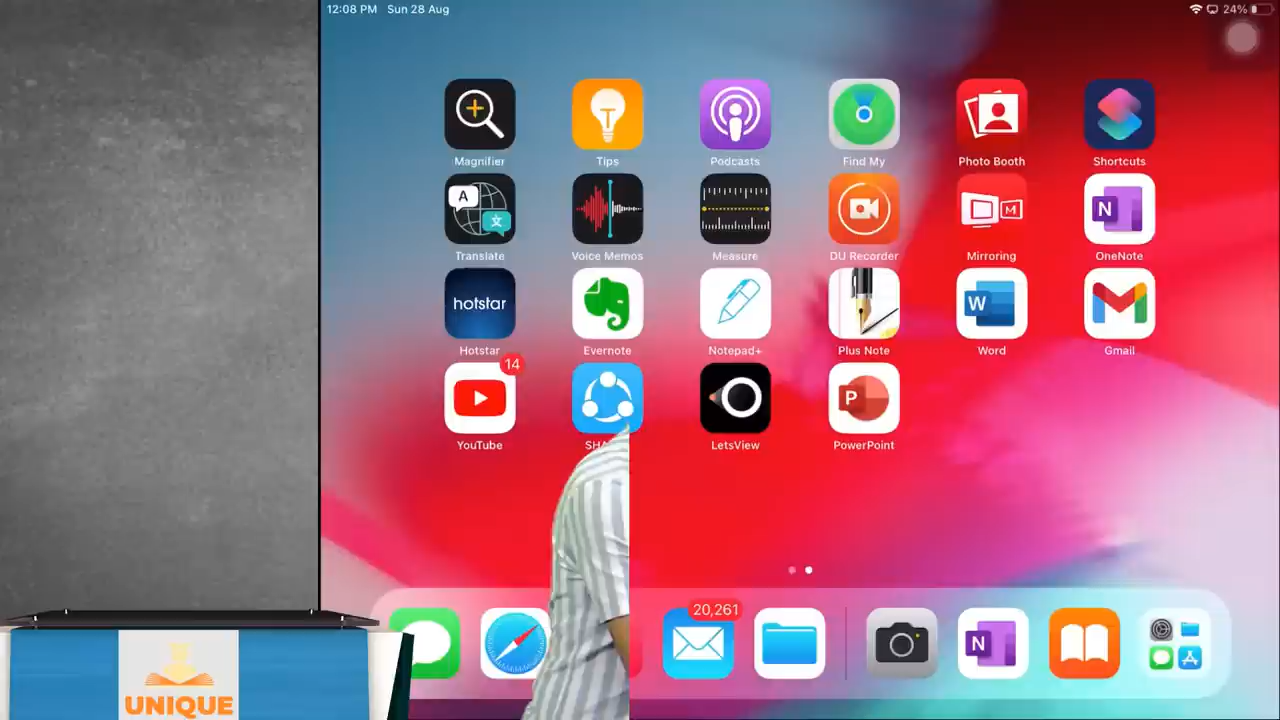 12:08 PM Sun 28 Aug
24%
Magnifier Tips Podcasts Find My Photo Booth Shortcuts
A 文 M N
Translate Voice Memos Measure DU Recorder Mirroring OneNote
hotstar W
Hotstar Evernote Notepad+ Plus Note Word Gmail
14
P
YouTube LetsView PowerPoint
20,261
N
UNIQUE